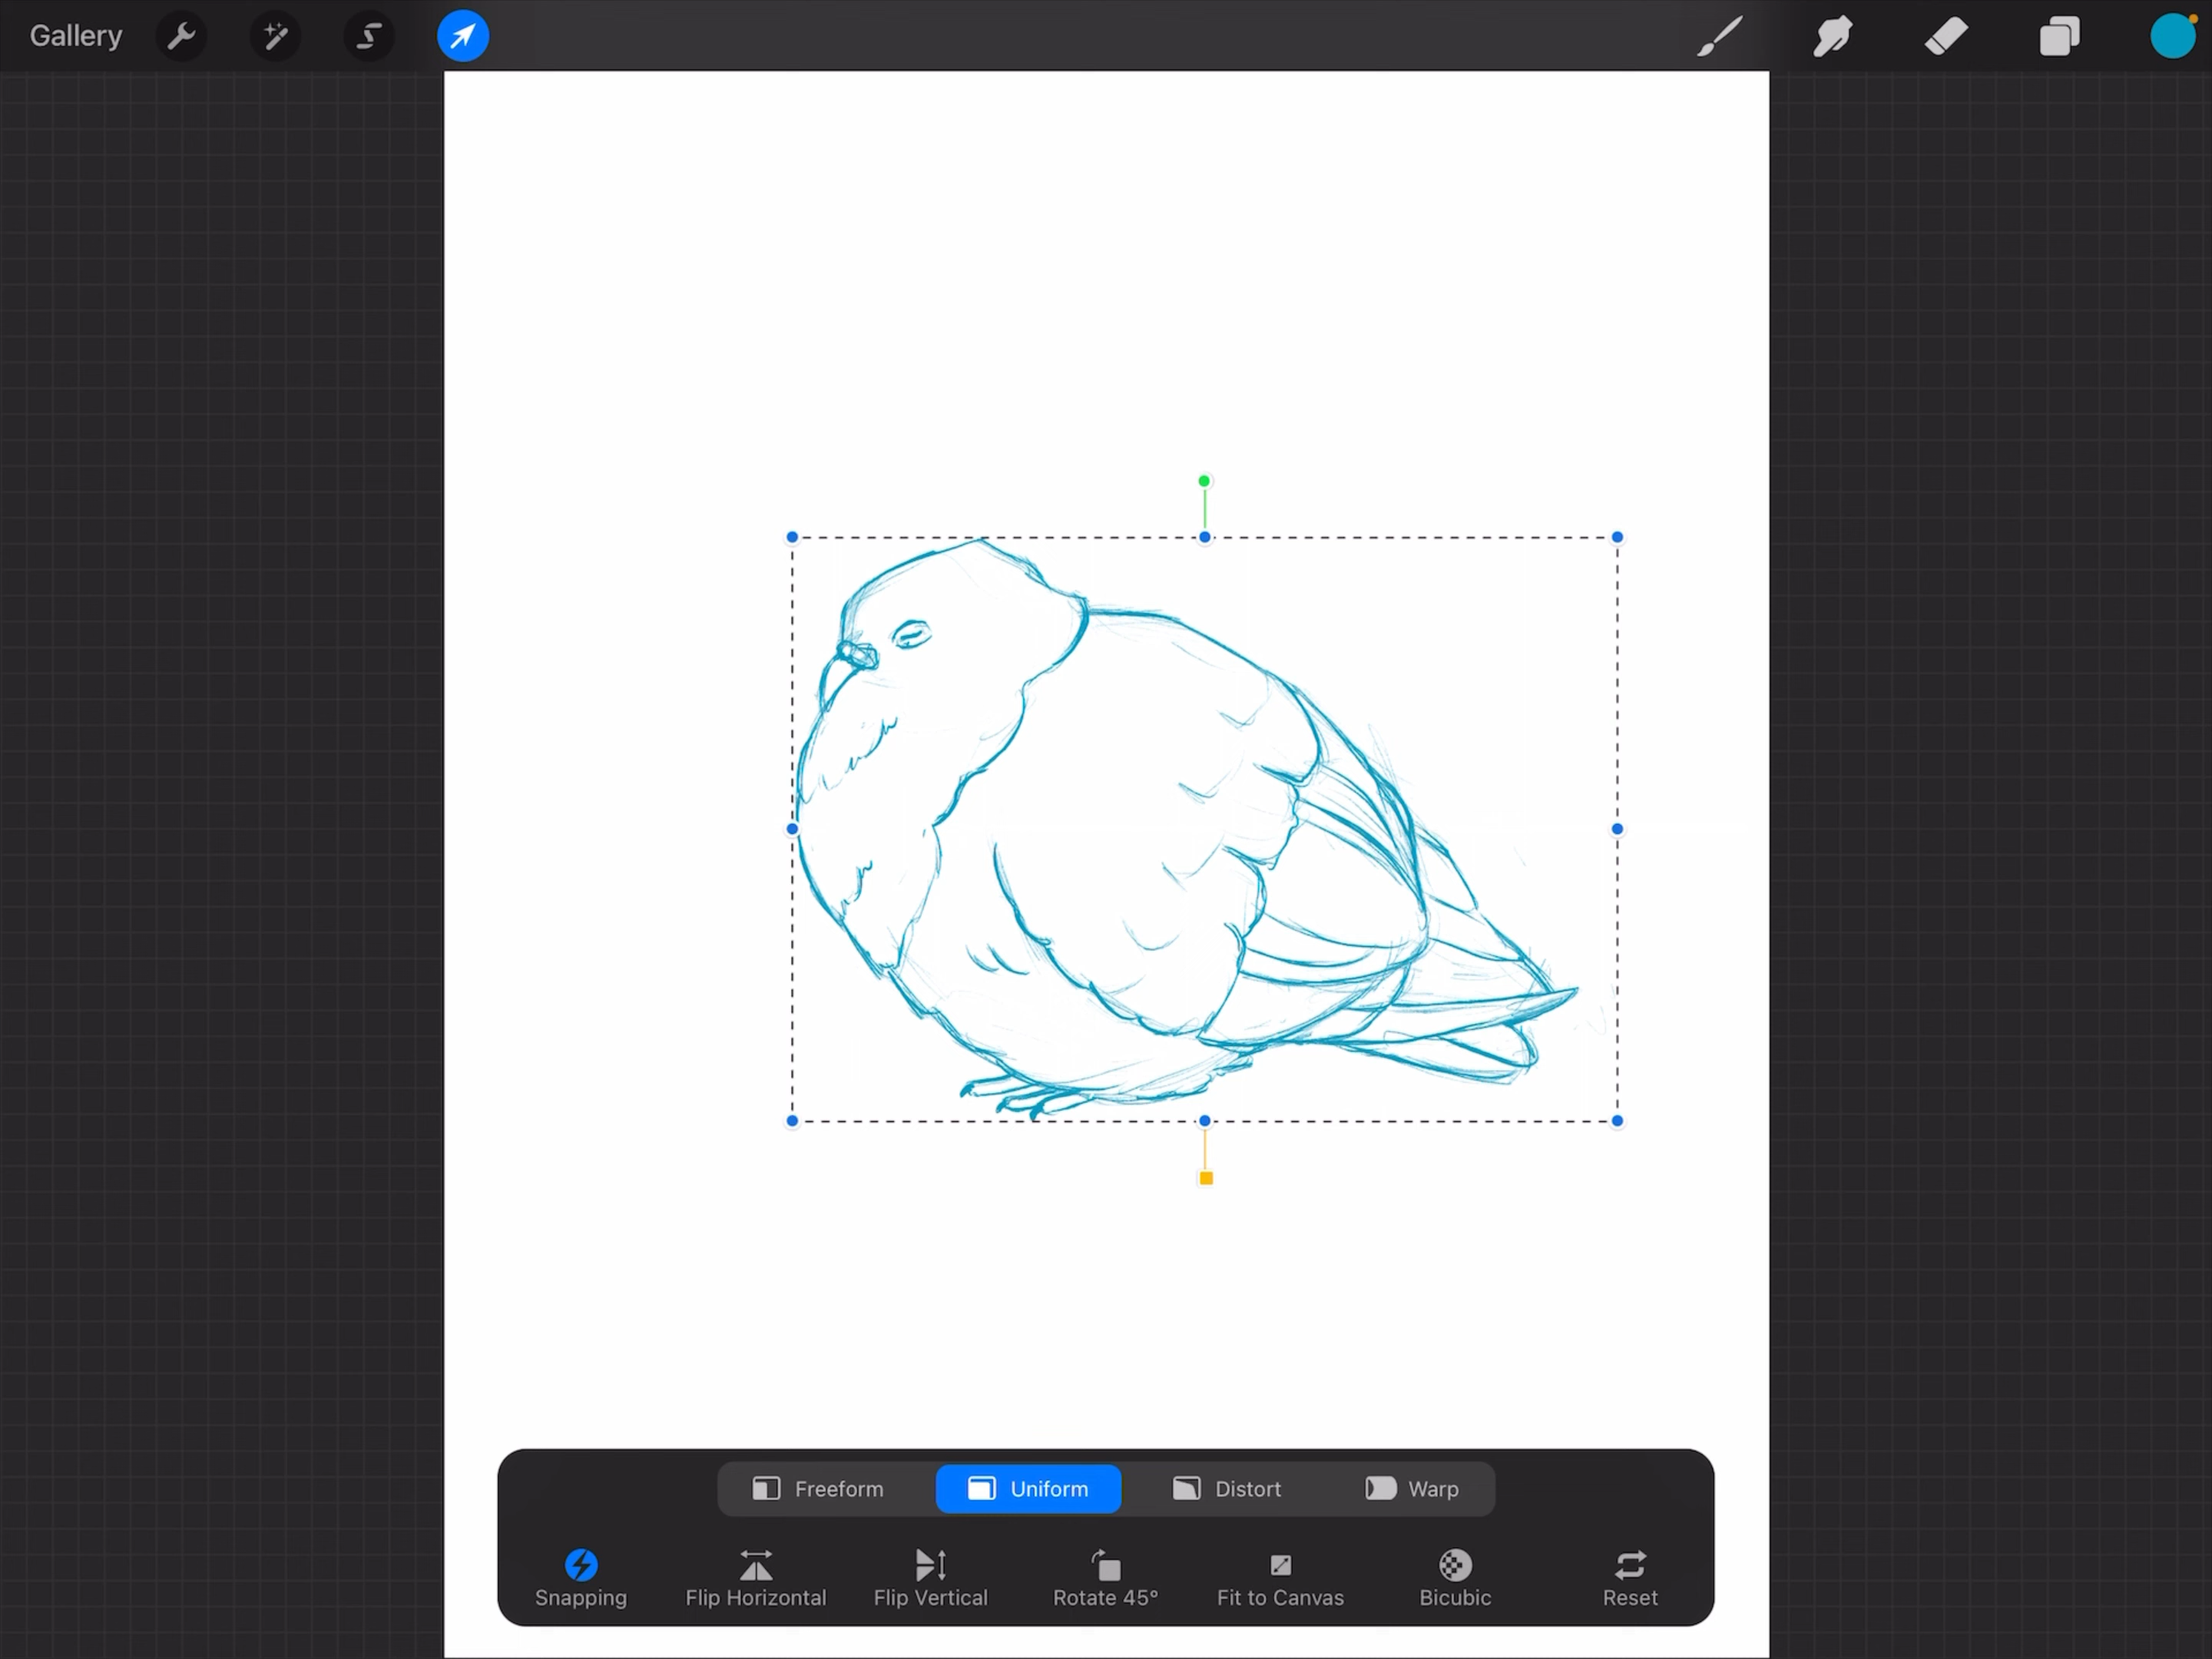 Gallery
Freeform Uniform Distort Warp
Snapping Flip Horizontal Flip Vertical Rotate 45° Fit to Canvas Bicubic Reset